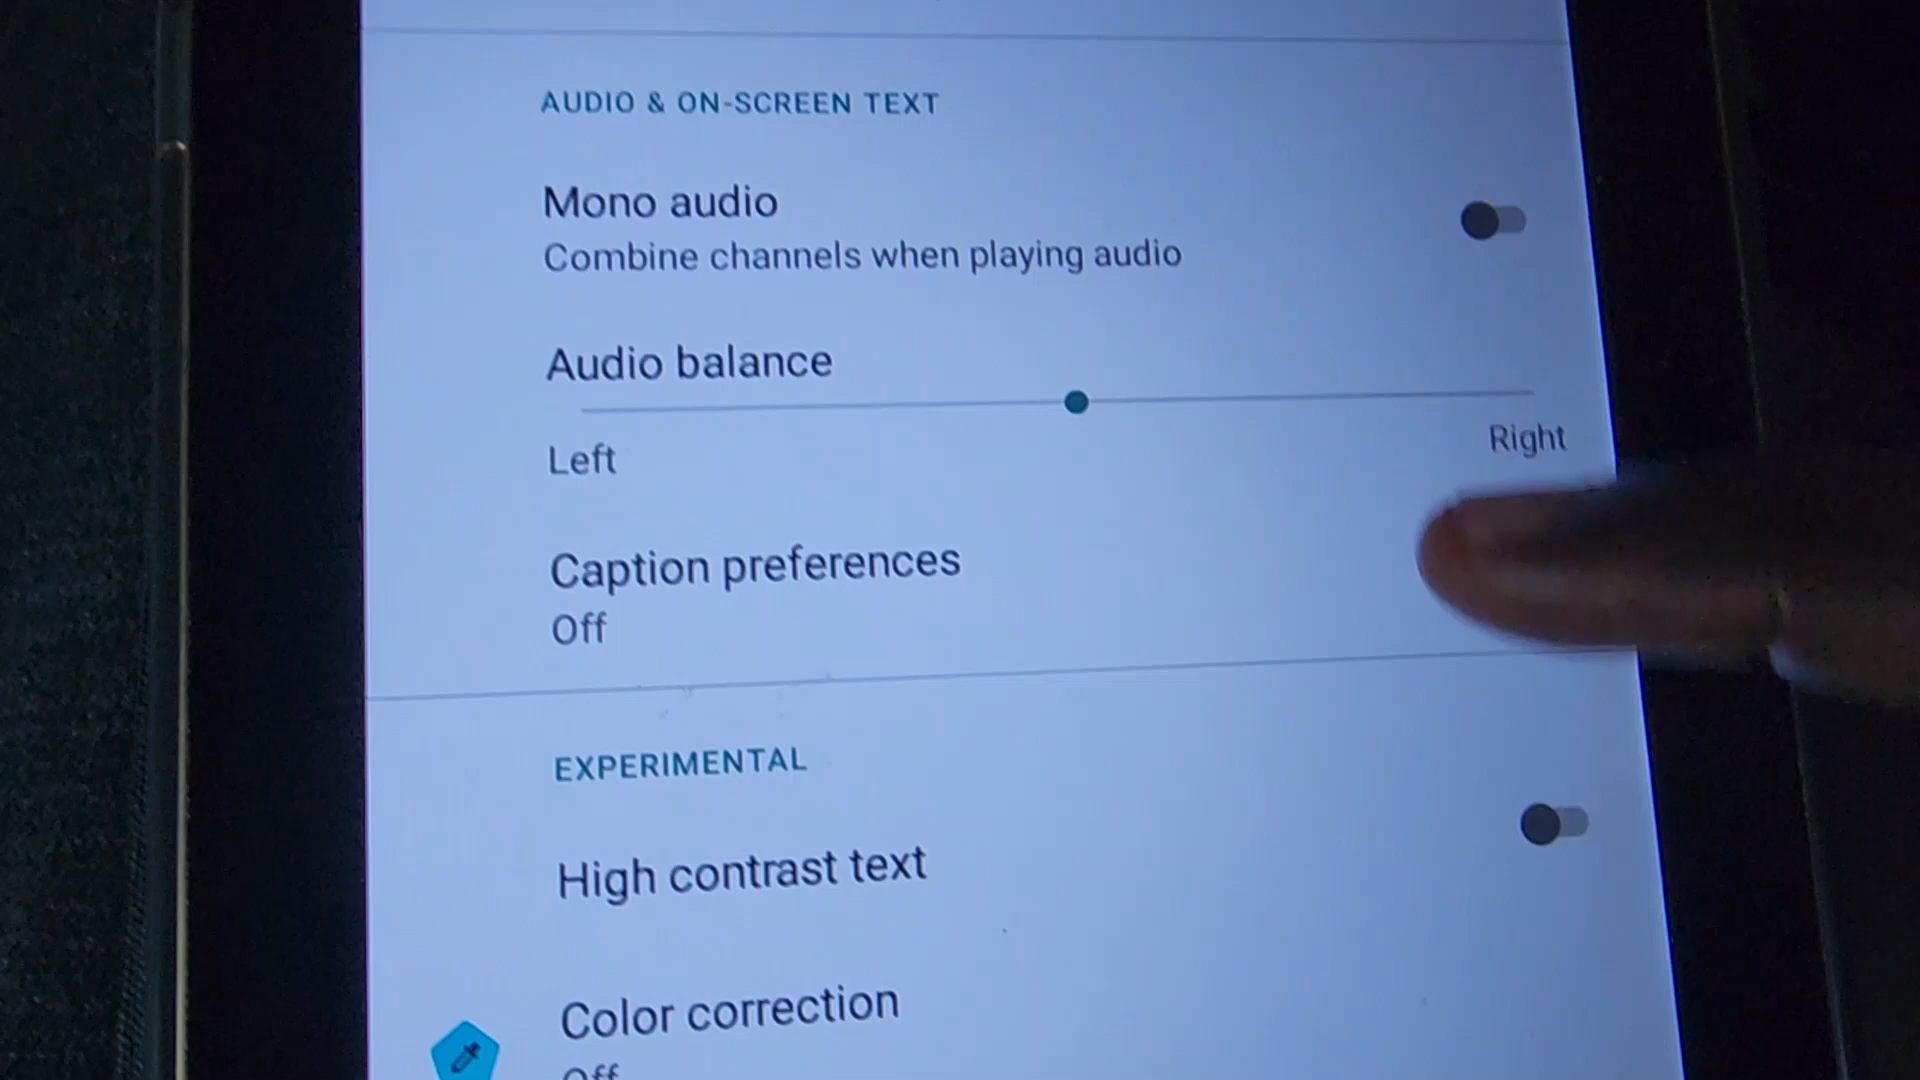 AUDIO & ON-SCREEN TEXT
Mono audio
Combine channels when playing audio
Audio balance
Left
Right
Caption preferences
Off
EXPERIMENTAL
High contrast text
Color correction
Off